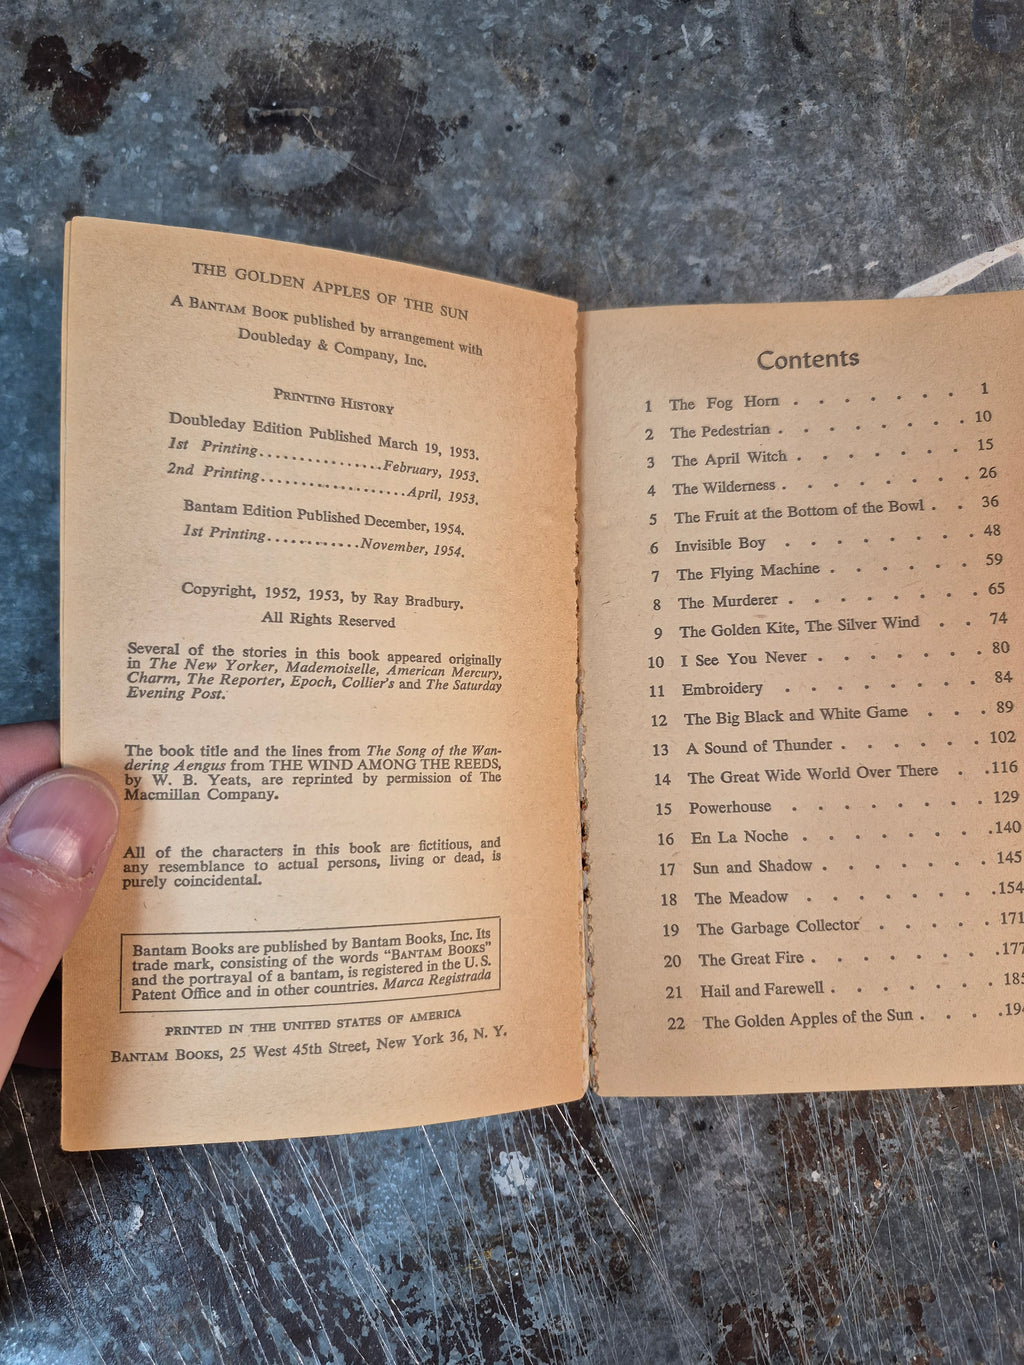 THE GOLDEN APPLES OF THE SUN
A BANTAM BOOK published by arrangement with
Doubleday & Company, Inc.
PRINTING HISTORY
Doubleday Edition Published March 19, 1953.
1st Printing...............February, 1953.
2nd Printing..................April, 1953.
Bantam Edition Published December, 1954.
1st Printing............November, 1954.
Copyright, 1952, 1953, by Ray Bradbury.
All Rights Reserved
Several of the stories in this book appeared originally
in The New Yorker, Mademoiselle, American Mercury,
Charm, The Reporter, Epoch, Collier's and The Saturday
Evening Post.
The book title and the lines from The Song of the Wan-
dering Aengus from THE WIND AMONG THE REEDS,
by W. B. Yeats, are reprinted by permission of The
Macmillan Company.
All of the characters in this book are fictitious, and
any resemblance to actual persons, living or dead, is
purely coincidental.
Bantam Books are published by Bantam Books, Inc. Its
trade mark, consisting of the words "BANTAM BOOKS"
and the portrayal of a bantam, is registered in the U. S.
Patent Office and in other countries. Marca Registrada
PRINTED IN THE UNITED STATES OF AMERICA
BANTAM BOOKS, 25 West 45th Street, New York 36, N. Y.
Contents
1 The Fog Horn . . . . . . . 1
2 The Pedestrian . . . . . . . 10
3 The April Witch . . . . . . . 15
4 The Wilderness . . . . . . . 26
5 The Fruit at the Bottom of the Bowl . . 36
6 Invisible Boy . . . . . . . 48
7 The Flying Machine . . . . . . 59
8 The Murderer . . . . . . . 65
9 The Golden Kite, The Silver Wind . . 74
10 I See You Never . . . . . . 80
11 Embroidery . . . . . . . 84
12 The Big Black and White Game . . . 89
13 A Sound of Thunder . . . . . 102
14 The Great Wide World Over There . . 116
15 Powerhouse . . . . . . . 129
16 En La Noche . . . . . . . 140
17 Sun and Shadow . . . . . . 145
18 The Meadow . . . . . . . 154
19 The Garbage Collector . . . . . 171
20 The Great Fire . . . . . . . 177
21 Hail and Farewell . . . . . . 185
22 The Golden Apples of the Sun . . . . 194